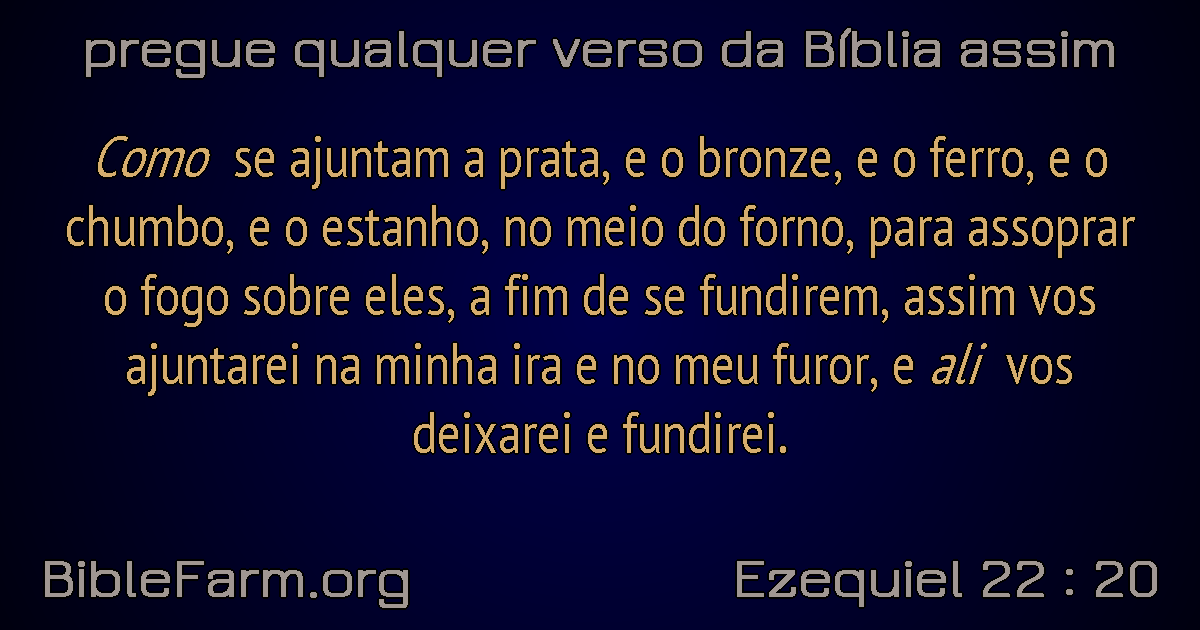 pregue qualquer verso da Bíblia assim
Como se ajuntam a prata, e o bronze, e o ferro, e o
chumbo, e o estanho, no meio do forno, para assoprar
o fogo sobre eles, a fim de se fundirem, assim vos
ajuntarei na minha ira e no meu furor, e ali vos
deixarei e fundirei.
BibleFarm.org
Ezequiel 22 : 20